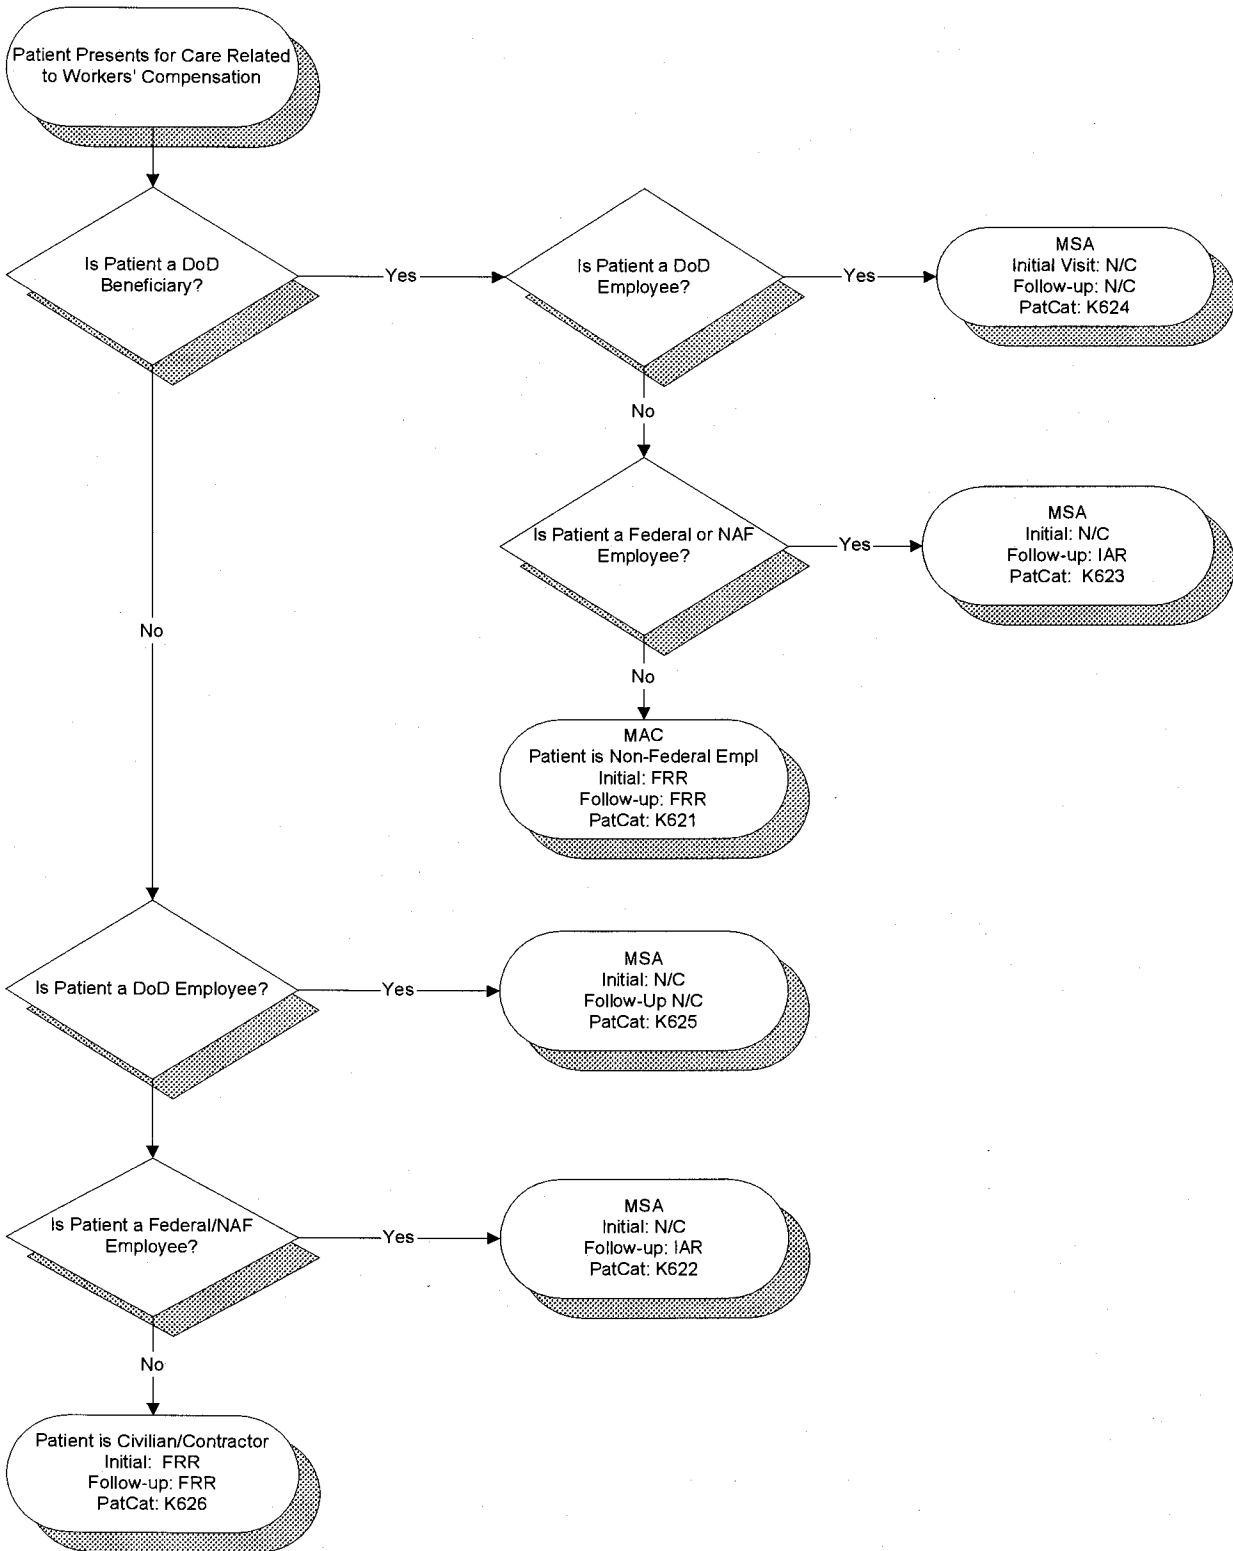 Patient Presents for Care Related
to Workers' Compensation
Is Patient a DoD
Beneficiary?
Yes
Is Patient a DoD
Employee?
Yes
MSA
Initial Visit: N/C
Follow-up: N/C
PatCat: K624
No
Is Patient a Federal or NAF
Employee?
Yes
MSA
Initial: N/C
Follow-up: IAR
PatCat: K623
No
No
MAC
Patient is Non-Federal Empl
Initial: FRR
Follow-up: FRR
PatCat: K621
Is Patient a DoD Employee?
Yes
MSA
Initial: N/C
Follow-Up N/C
PatCat: K625
Is Patient a Federal/NAF
Employee?
Yes
MSA
Initial: N/C
Follow-up: IAR
PatCat: K622
No
Patient is Civilian/Contractor
Initial: FRR
Follow-up: FRR
PatCat: K626